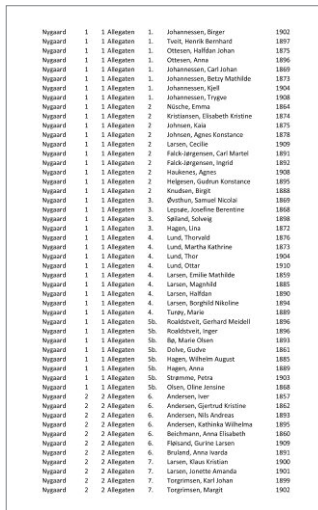 Nygaard 1 1 Allegaten 1. Johannessen, Birger 1902
Nygaard 1 1 Allegaten 1. Tveit, Henrik Bernhard 1897
Nygaard 1 1 Allegaten 1. Ottesen, Halfdan Johan 1875
Nygaard 1 1 Allegaten 1. Ottesen, Anna 1896
Nygaard 1 1 Allegaten 1. Johannessen, Carl Johan 1869
Nygaard 1 1 Allegaten 1. Johannessen, Betzy Mathilde 1873
Nygaard 1 1 Allegaten 1. Johannessen, Kjell 1904
Nygaard 1 1 Allegaten 1. Johannessen, Trygve 1908
Nygaard 1 1 Allegaten 2 Nüsche, Emma 1864
Nygaard 1 1 Allegaten 2 Kristiansen, Elisabeth Kristine 1874
Nygaard 1 1 Allegaten 2 Johnsen, Kaia 1875
Nygaard 1 1 Allegaten 2 Johnsen, Agnes Konstance 1878
Nygaard 1 1 Allegaten 2 Larsen, Cecilie 1909
Nygaard 1 1 Allegaten 2 Falck-Jørgensen, Carl Martel 1891
Nygaard 1 1 Allegaten 2 Falck-Jørgensen, Ingrid 1892
Nygaard 1 1 Allegaten 2 Haukenes, Agnes 1908
Nygaard 1 1 Allegaten 2 Helgesen, Gudrun Konstance 1895
Nygaard 1 1 Allegaten 2 Knudsen, Birgit 1888
Nygaard 1 1 Allegaten 3. Øvsthun, Samuel Nicolai 1869
Nygaard 1 1 Allegaten 3. Lepsøe, Josefine Berentine 1868
Nygaard 1 1 Allegaten 3. Søiland, Solveig 1898
Nygaard 1 1 Allegaten 3. Hagen, Lina 1872
Nygaard 1 1 Allegaten 4. Lund, Thorvald 1876
Nygaard 1 1 Allegaten 4. Lund, Martha Kathrine 1873
Nygaard 1 1 Allegaten 4. Lund, Thor 1904
Nygaard 1 1 Allegaten 4. Lund, Ottar 1910
Nygaard 1 1 Allegaten 4. Larsen, Emilie Mathilde 1859
Nygaard 1 1 Allegaten 4. Larsen, Magnhild 1885
Nygaard 1 1 Allegaten 4. Larsen, Halfdan 1890
Nygaard 1 1 Allegaten 4. Larsen, Borghild Nikoline 1894
Nygaard 1 1 Allegaten 4. Turøy, Marie 1889
Nygaard 1 1 Allegaten 5b. Roaldstveit, Gerhard Meidell 1896
Nygaard 1 1 Allegaten 5b. Roaldstveit, Inger 1896
Nygaard 1 1 Allegaten 5b. Bø, Marie Olsen 1893
Nygaard 1 1 Allegaten 5b. Dolve, Gudve 1861
Nygaard 1 1 Allegaten 5b. Hagen, Wilhelm August 1885
Nygaard 1 1 Allegaten 5b. Hagen, Anna 1889
Nygaard 1 1 Allegaten 5b. Strømme, Petra 1903
Nygaard 1 1 Allegaten 5b. Olsen, Oline Jensine 1868
Nygaard 2 2 Allegaten 6. Andersen, Iver 1857
Nygaard 2 2 Allegaten 6. Andersen, Gjertrud Kristine 1862
Nygaard 2 2 Allegaten 6. Andersen, Nils Andreas 1893
Nygaard 2 2 Allegaten 6. Andersen, Kathinka Wilhelma 1895
Nygaard 2 2 Allegaten 6. Beichmann, Anna Elisabeth 1860
Nygaard 2 2 Allegaten 6. Fløisand, Gurine Larsen 1909
Nygaard 2 2 Allegaten 6. Bruland, Anna Ivarda 1891
Nygaard 2 2 Allegaten 7. Larsen, Klaus Kristian 1900
Nygaard 2 2 Allegaten 7. Larsen, Jonette Amanda 1901
Nygaard 2 2 Allegaten 7. Torgrimsen, Karl Johan 1899
Nygaard 2 2 Allegaten 7. Torgrimsen, Margit 1902